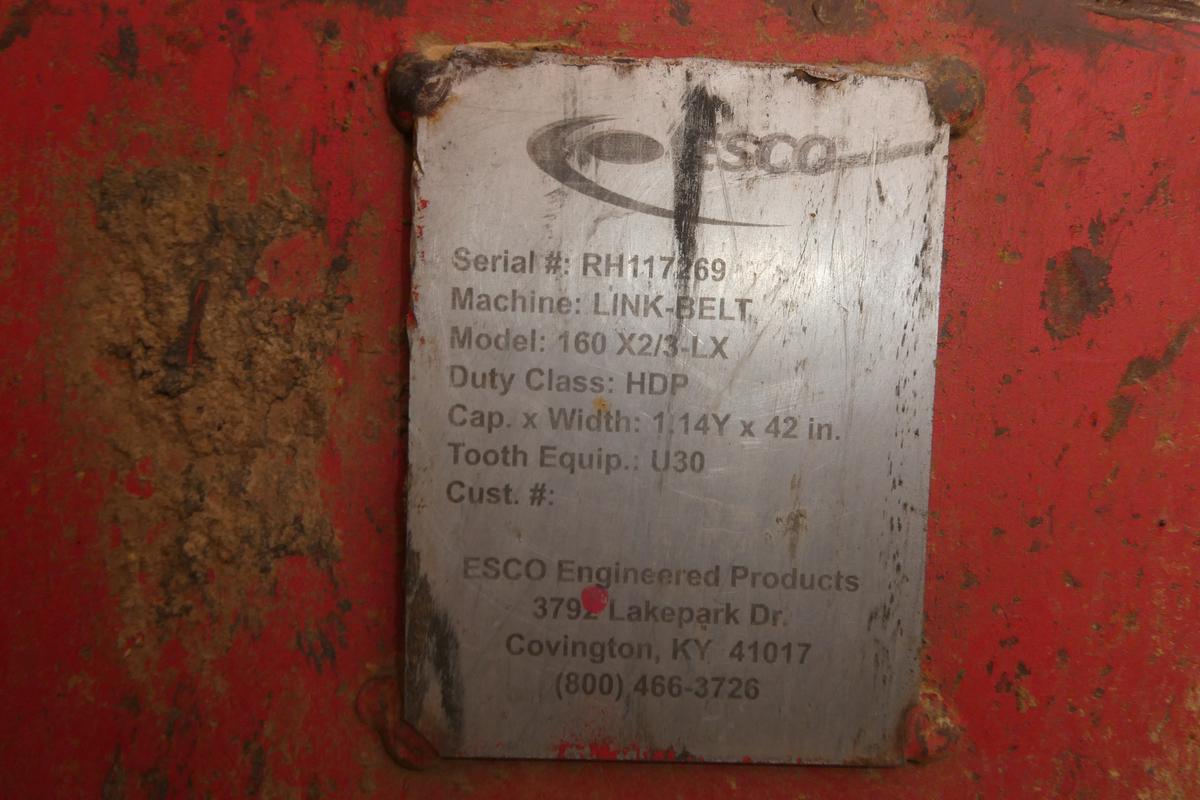 ESCO
Serial #: RH117269
Machine: LINK-BELT
Model: 160 X2/3-LX
Duty Class: HDP
Cap. x Width: 1.14Y x 42 in.
Tooth Equip.: U30
Cust. #:
ESCO Engineered Products
3792 Lakepark Dr.
Covington, KY 41017
(800) 466-3726